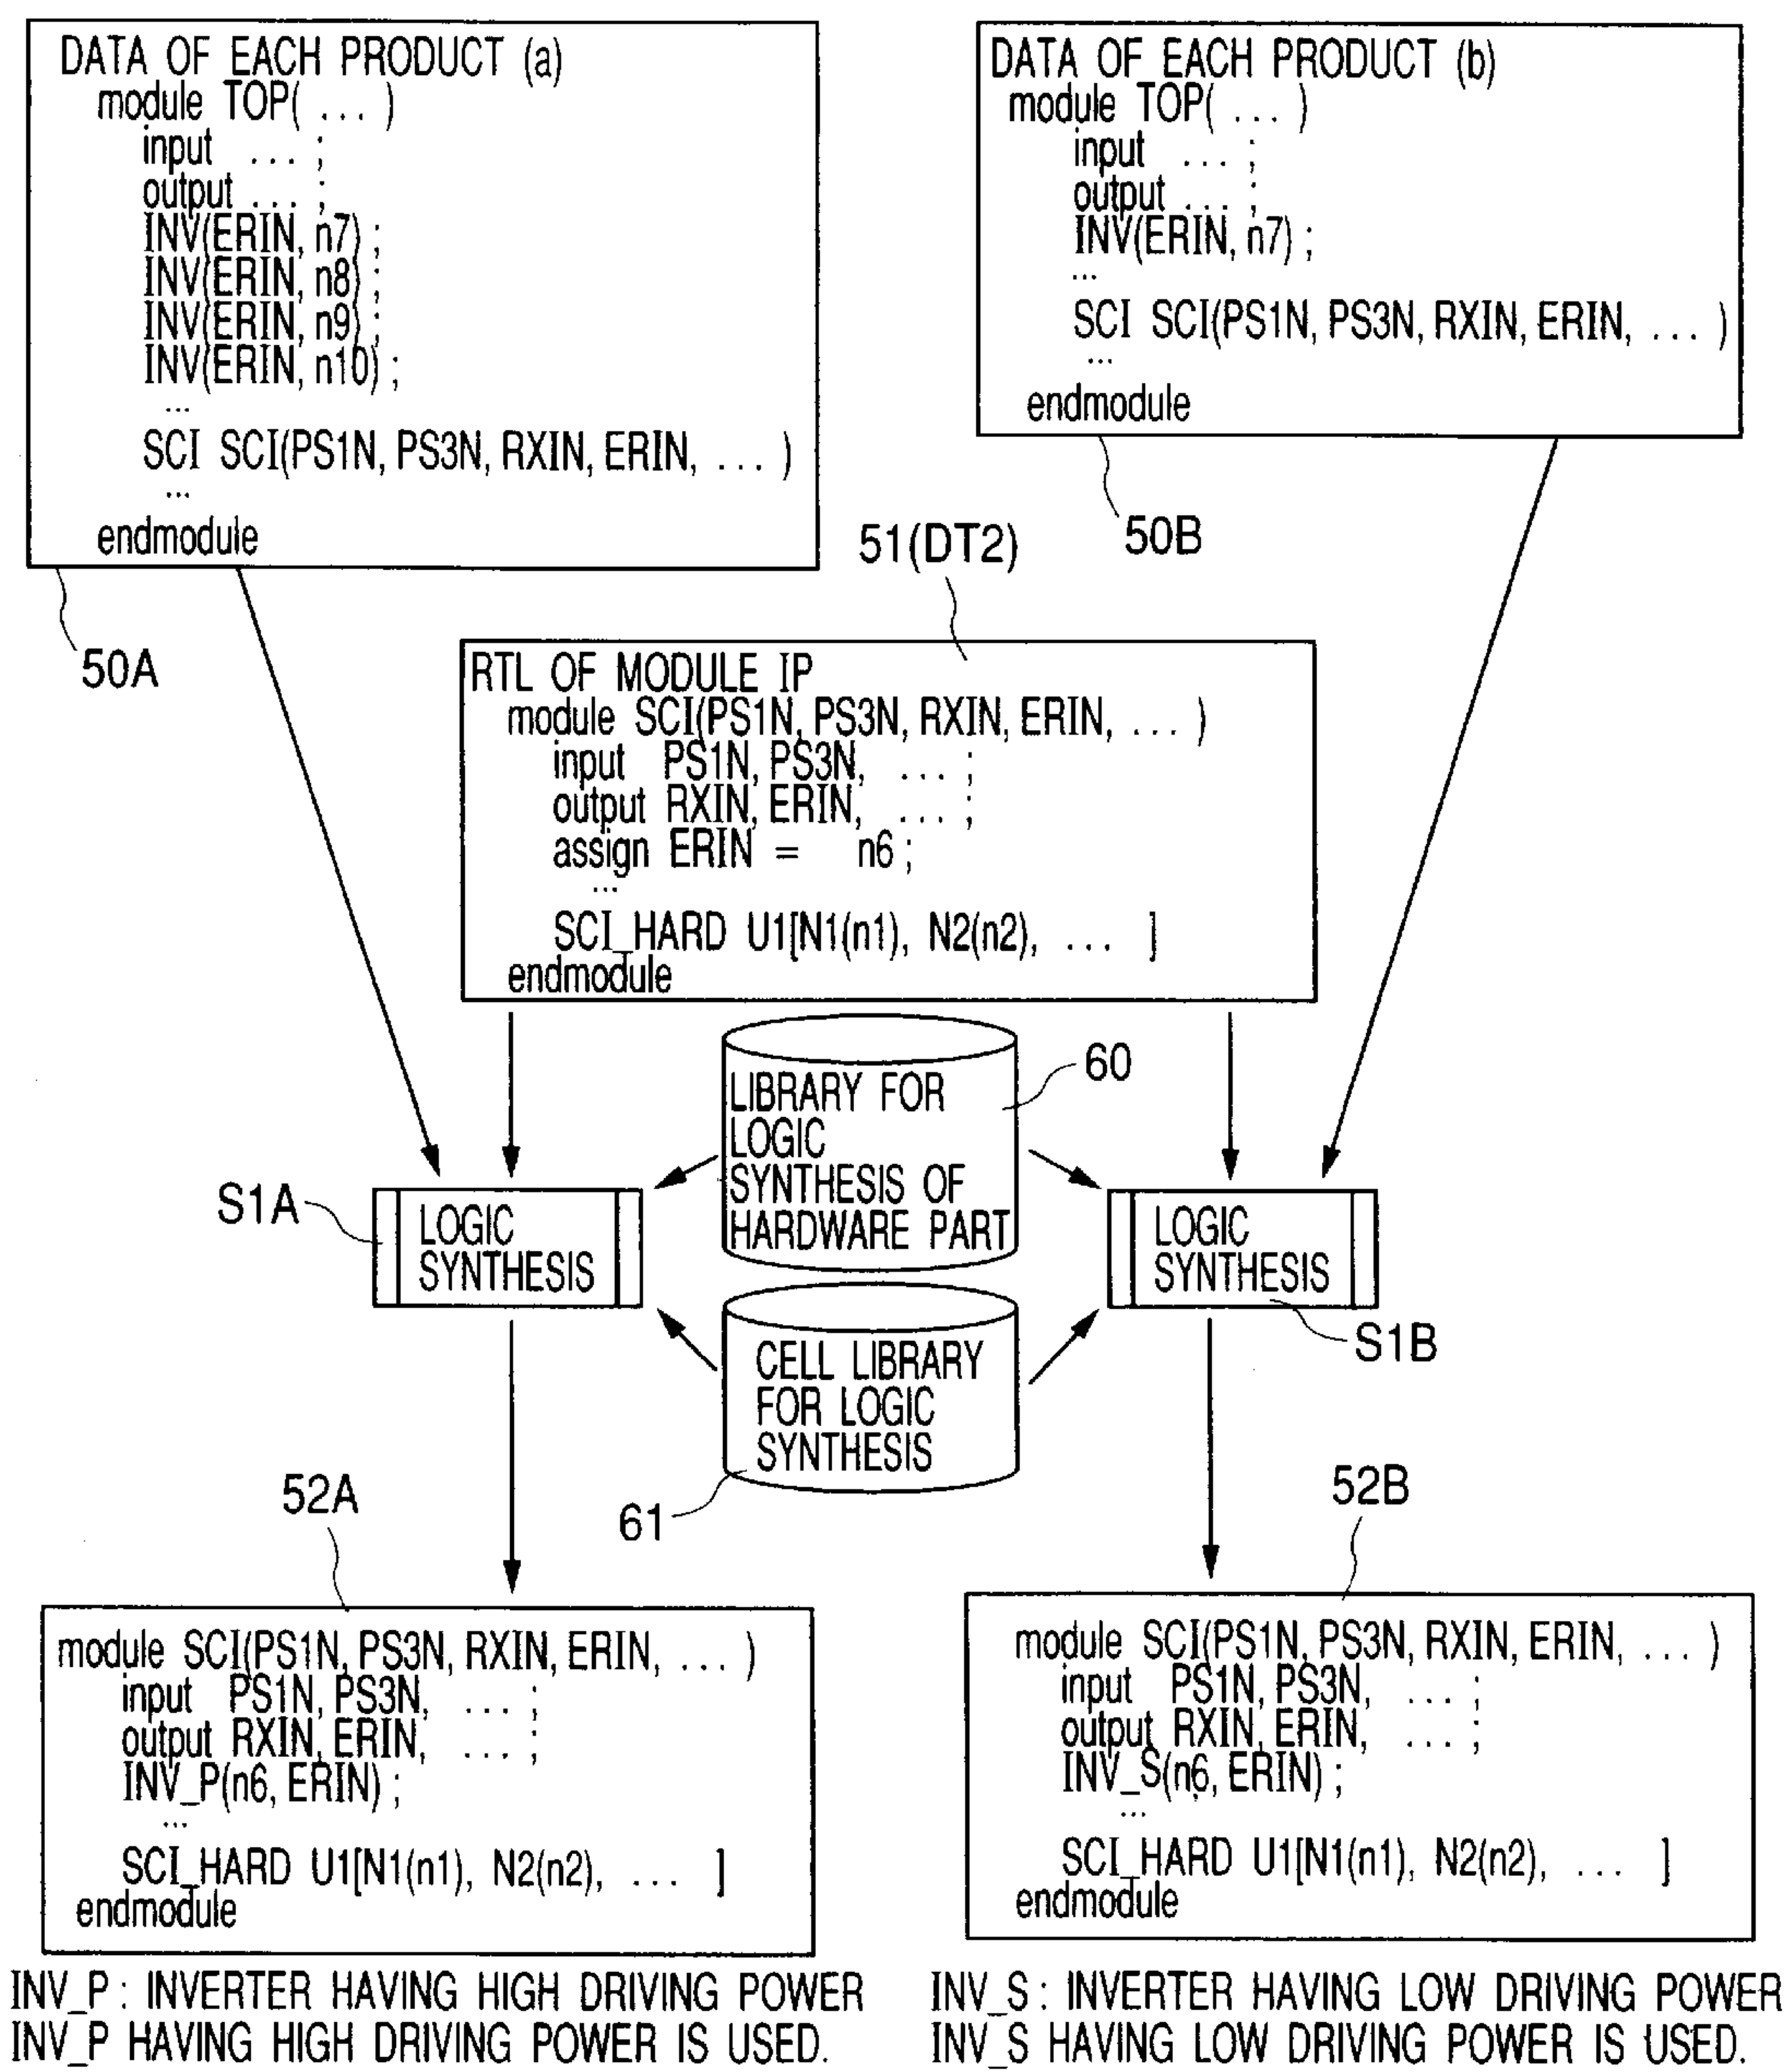 DATA OF EACH PRODUCT (a)
module TOP( ... )
input ... ;
output ... ;
INV(ERIN, n7) ;
INV(ERIN, n8) ;
INV(ERIN, n9) ;
INV(ERIN, n10) ;
...
SCI SCI(PS1N, PS3N, RXIN, ERIN, ... )
...
endmodule
50A
DATA OF EACH PRODUCT (b)
module TOP( ... )
input ... ;
output ... ;
INV(ERIN, n7) ;
...
SCI SCI(PS1N, PS3N, RXIN, ERIN, ... )
...
endmodule
50B
51(DT2)
RTL OF MODULE IP
module SCI(PS1N, PS3N, RXIN, ERIN, ... )
input PS1N, PS3N, ... ;
output RXIN, ERIN, ... ;
assign ERIN = n6 ;
...
SCI_HARD U1[N1(n1), N2(n2), ... ]
endmodule
LIBRARY FOR
LOGIC
SYNTHESIS OF
HARDWARE PART
60
S1A
LOGIC
SYNTHESIS
LOGIC
SYNTHESIS
S1B
CELL LIBRARY
FOR LOGIC
SYNTHESIS
61
52A
module SCI(PS1N, PS3N, RXIN, ERIN, ... )
input PS1N, PS3N, ... ;
output RXIN, ERIN, ... ;
INV_P(n6, ERIN) ;
...
SCI_HARD U1[N1(n1), N2(n2), ... ]
endmodule
INV_P : INVERTER HAVING HIGH DRIVING POWER
INV_P HAVING HIGH DRIVING POWER IS USED.
52B
module SCI(PS1N, PS3N, RXIN, ERIN, ... )
input PS1N, PS3N, ... ;
output RXIN, ERIN, ... ;
INV_S(n6, ERIN) ;
...
SCI_HARD U1[N1(n1), N2(n2), ... ]
endmodule
INV_S : INVERTER HAVING LOW DRIVING POWER
INV_S HAVING LOW DRIVING POWER IS USED.